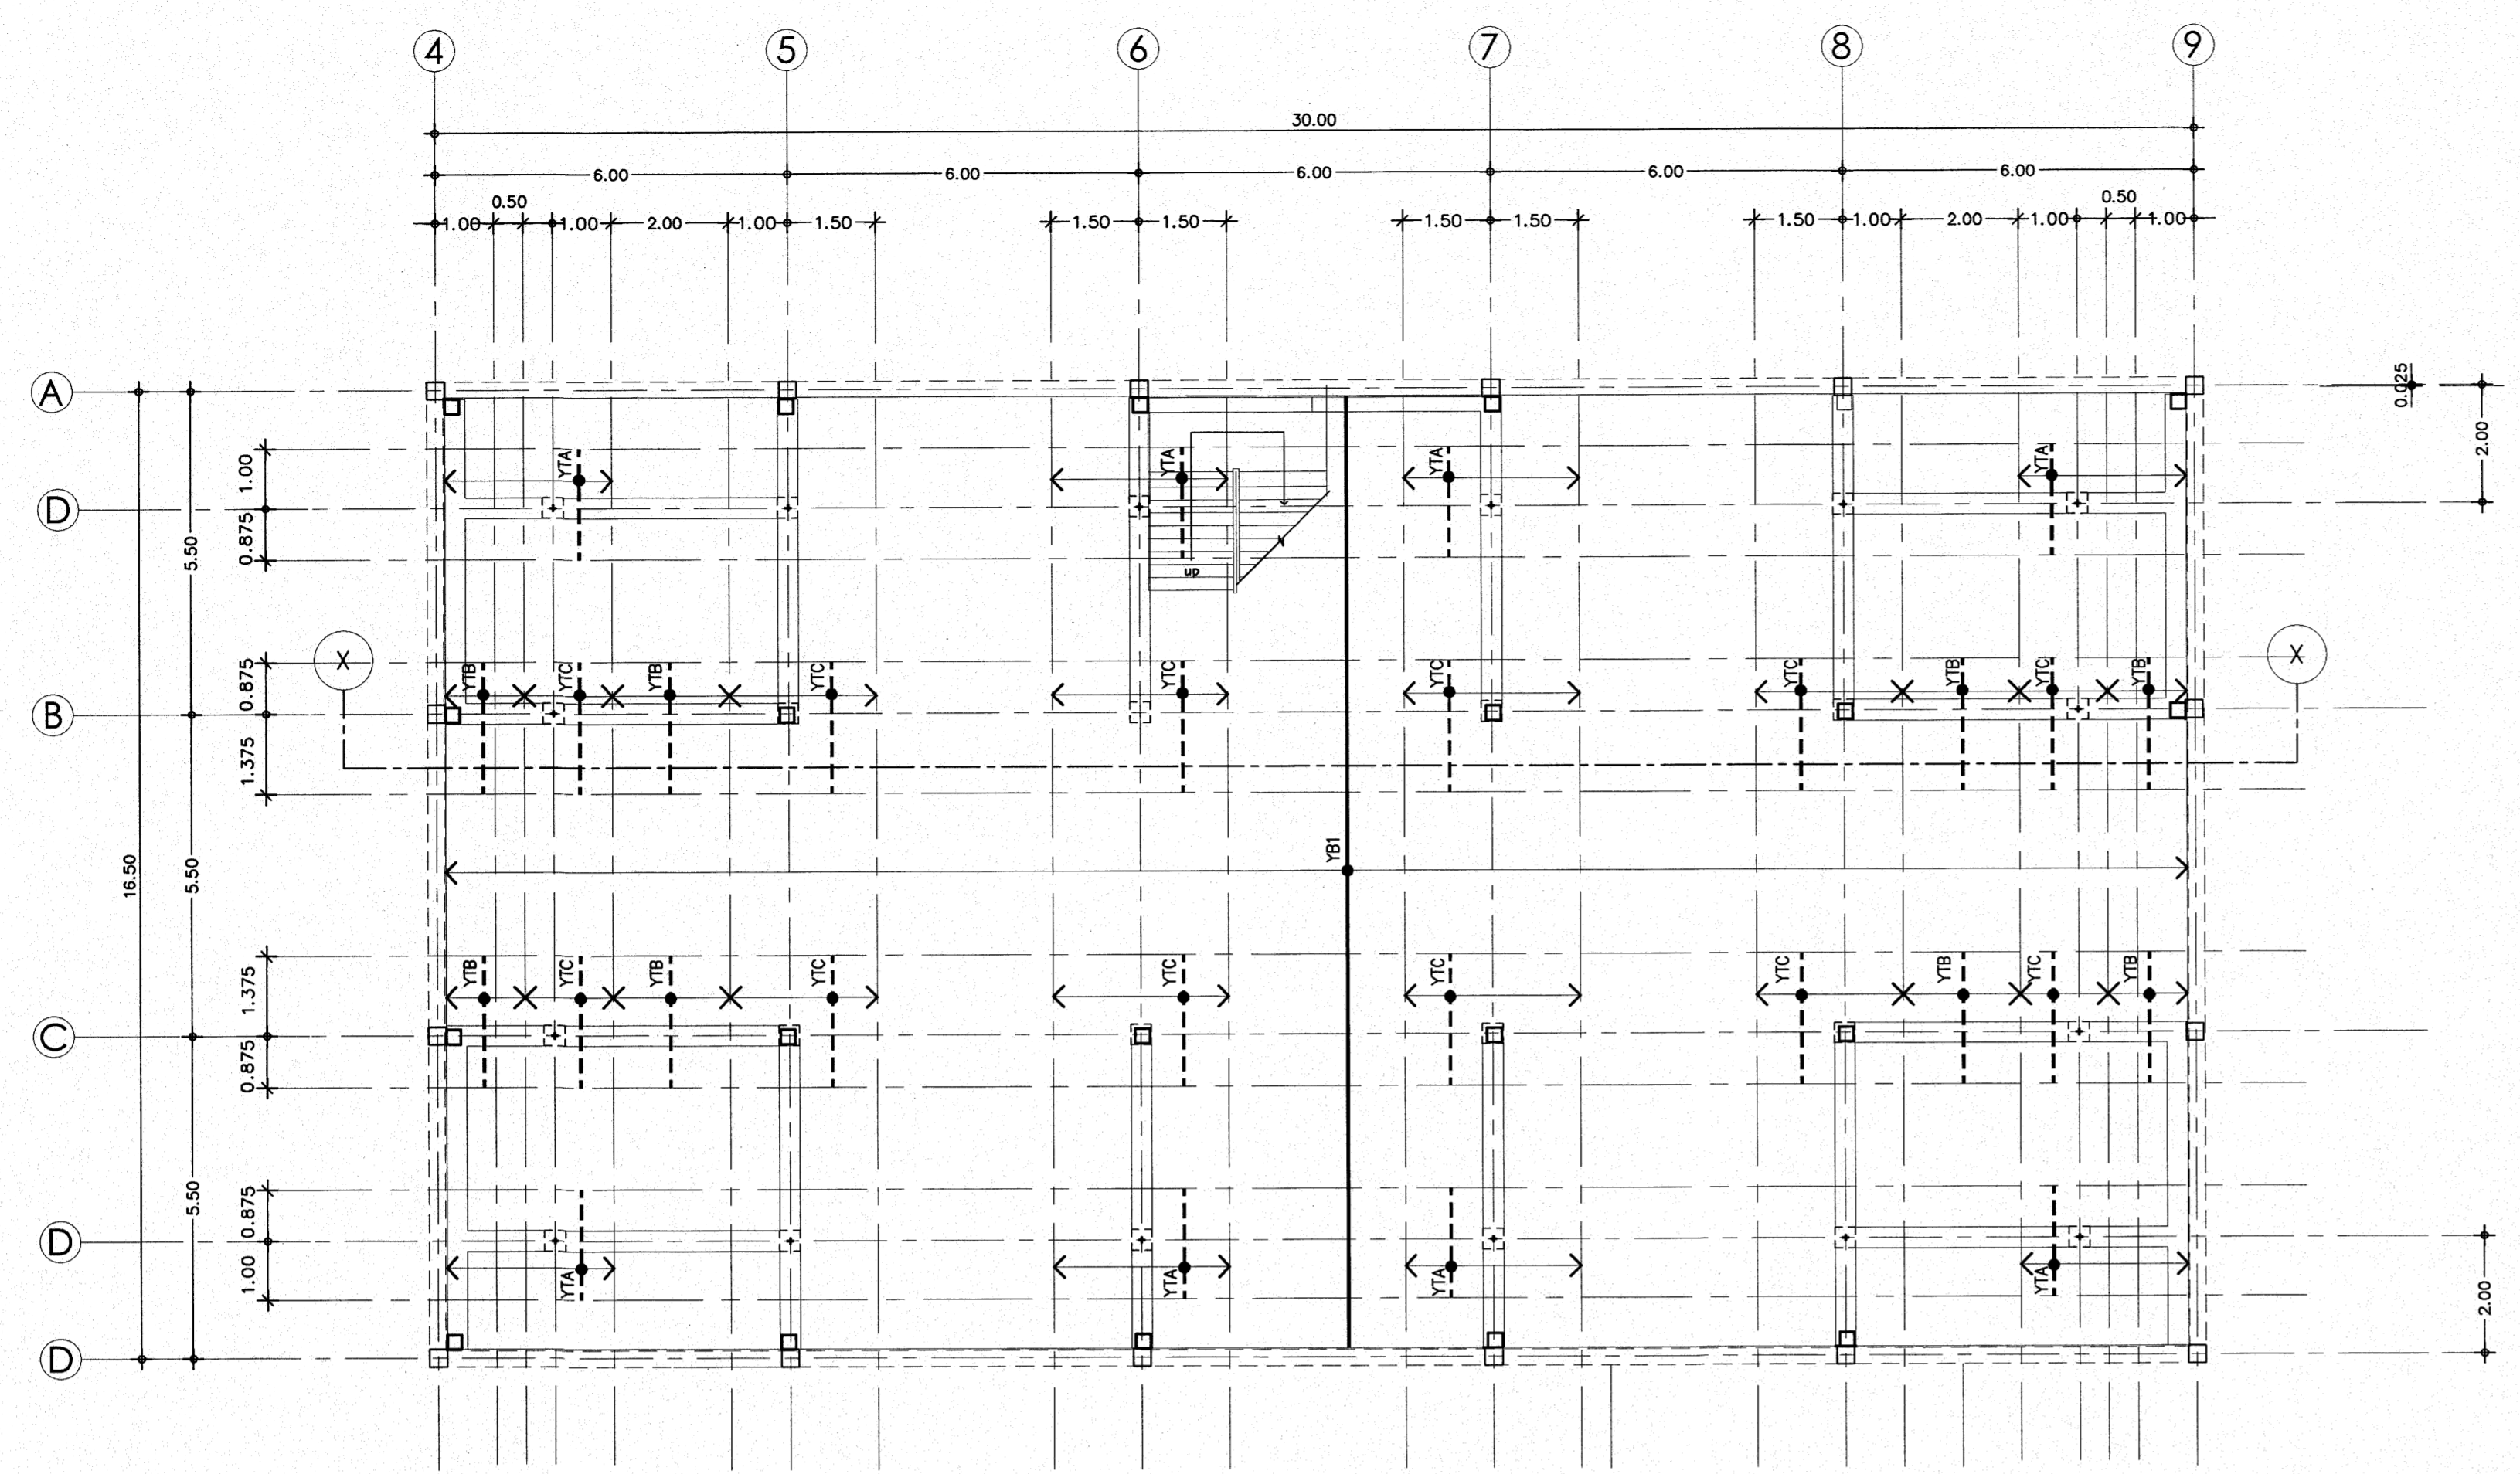 4 5 6 7 8 9
30.00
6.00 6.00 6.00 6.00 6.00
0.50 0.50
1.00 1.00 2.00 1.00 1.50 1.50 1.50 1.50 1.50 1.50 1.00 2.00 1.00 1.00
A
0.025
2.00
YTA YTA YTA YTA
1.00
D
0.875
5.50
up
X X
YTB YTC YTB YTC YTC YTC YTC YTB YTC YTB
0.875
B
1.375
YB1
16.50
5.50
YTB YTC YTB YTC YTC YTC YTC YTB YTC YTB
1.375
C
0.875
5.50
0.875
D
1.00
YTA YTA YTA YTA
2.00
D